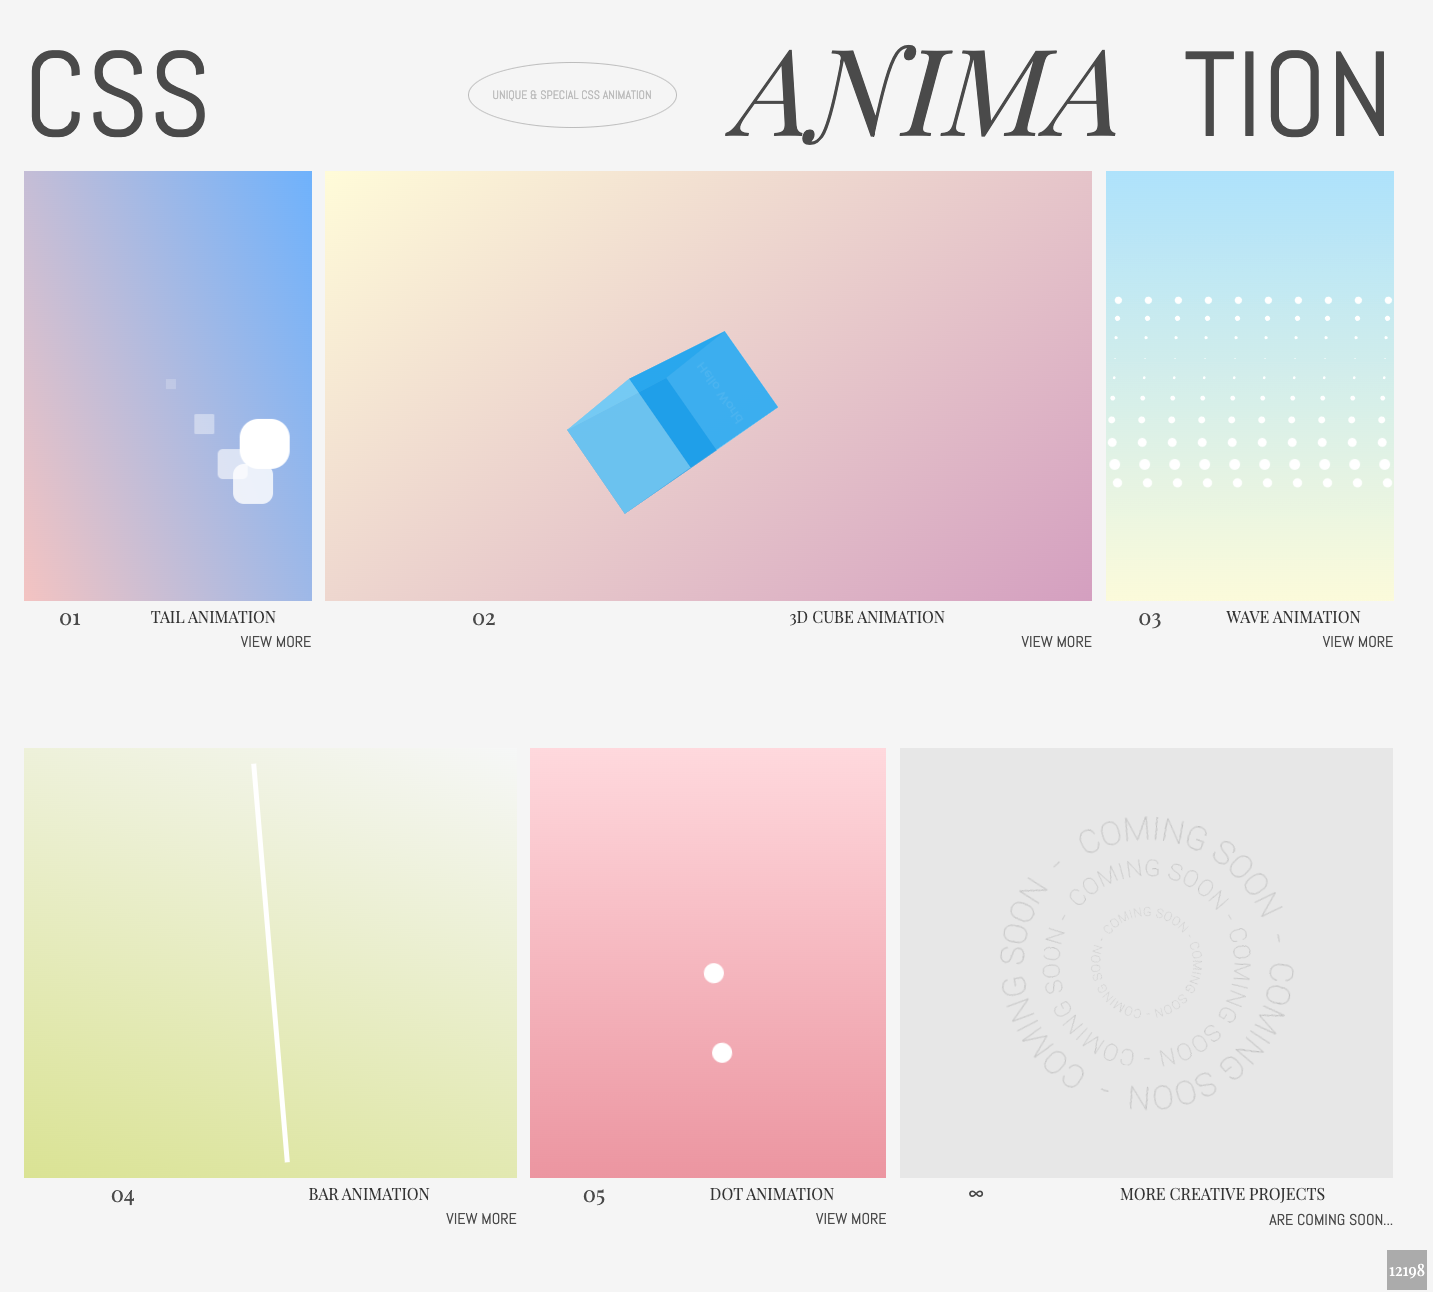 CSS
UNIQUE & SPECIAL CSS ANIMATION
ANIMA TION
01 TAIL ANIMATION
VIEW MORE
02 3D CUBE ANIMATION
VIEW MORE
03 WAVE ANIMATION
VIEW MORE
COMING SOON - COMING SOON - COMING SOON -
COMING SOON - COMING SOON - COMING SOON -
COMING SOON - COMING SOON - COMING SOON -
04 BAR ANIMATION
VIEW MORE
05 DOT ANIMATION
VIEW MORE
∞ MORE CREATIVE PROJECTS
ARE COMING SOON...
12198